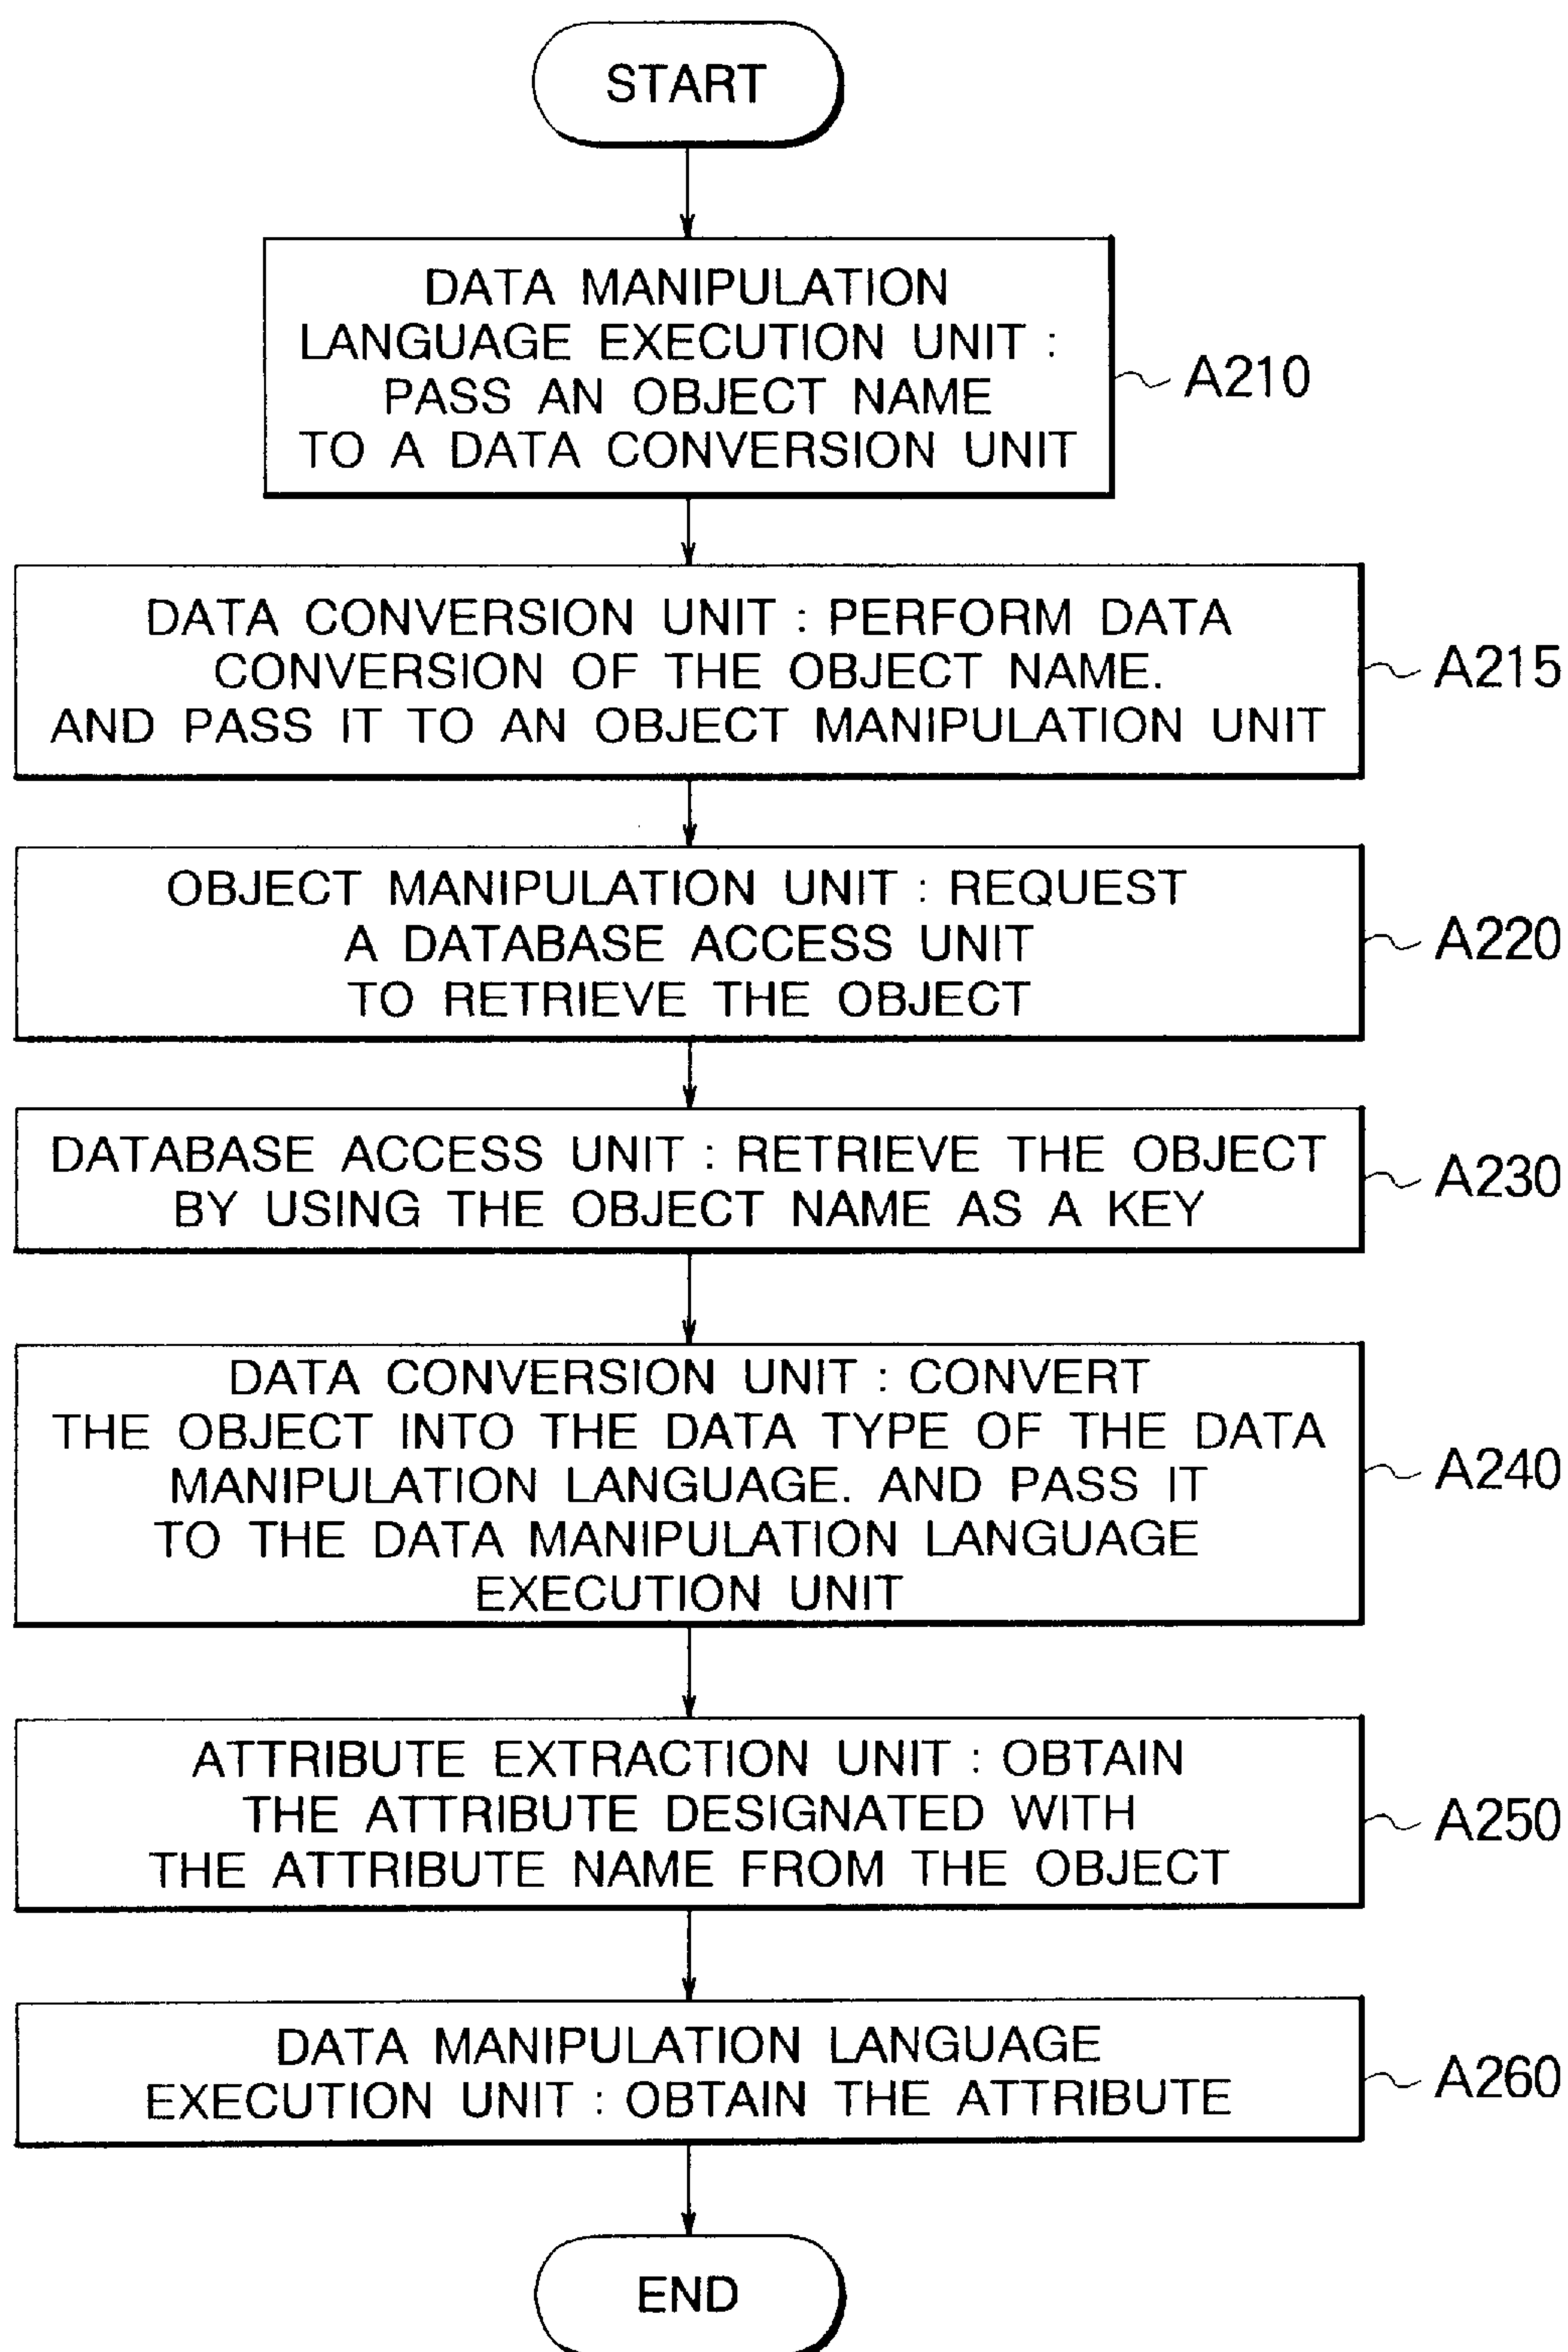 START
DATA MANIPULATION
LANGUAGE EXECUTION UNIT :
PASS AN OBJECT NAME
TO A DATA CONVERSION UNIT
A210
DATA CONVERSION UNIT : PERFORM DATA
CONVERSION OF THE OBJECT NAME.
AND PASS IT TO AN OBJECT MANIPULATION UNIT
A215
OBJECT MANIPULATION UNIT : REQUEST
A DATABASE ACCESS UNIT
TO RETRIEVE THE OBJECT
A220
DATABASE ACCESS UNIT : RETRIEVE THE OBJECT
BY USING THE OBJECT NAME AS A KEY
A230
DATA CONVERSION UNIT : CONVERT
THE OBJECT INTO THE DATA TYPE OF THE DATA
MANIPULATION LANGUAGE. AND PASS IT
TO THE DATA MANIPULATION LANGUAGE
EXECUTION UNIT
A240
ATTRIBUTE EXTRACTION UNIT : OBTAIN
THE ATTRIBUTE DESIGNATED WITH
THE ATTRIBUTE NAME FROM THE OBJECT
A250
DATA MANIPULATION LANGUAGE
EXECUTION UNIT : OBTAIN THE ATTRIBUTE
A260
END